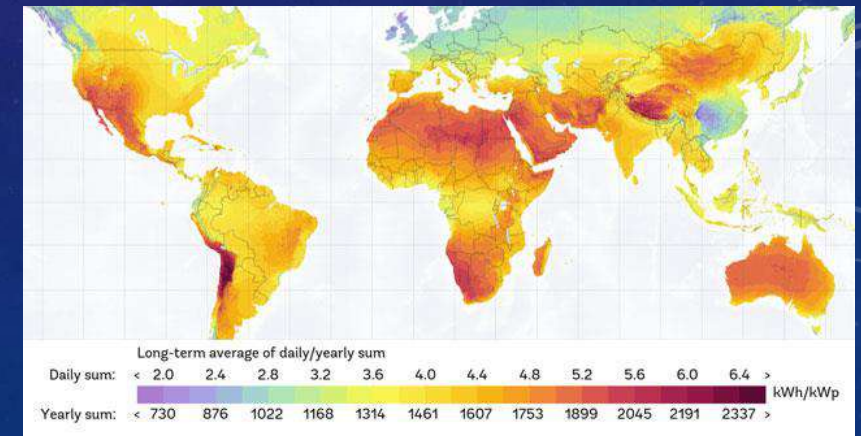 Long-term average of daily/yearly sum
Daily sum: < 2.0 2.4 2.8 3.2 3.6 4.0 4.4 4.8 5.2 5.6 6.0 6.4 >
kWh/kWp
Yearly sum: < 730 876 1022 1168 1314 1461 1607 1753 1899 2045 2191 2337 >